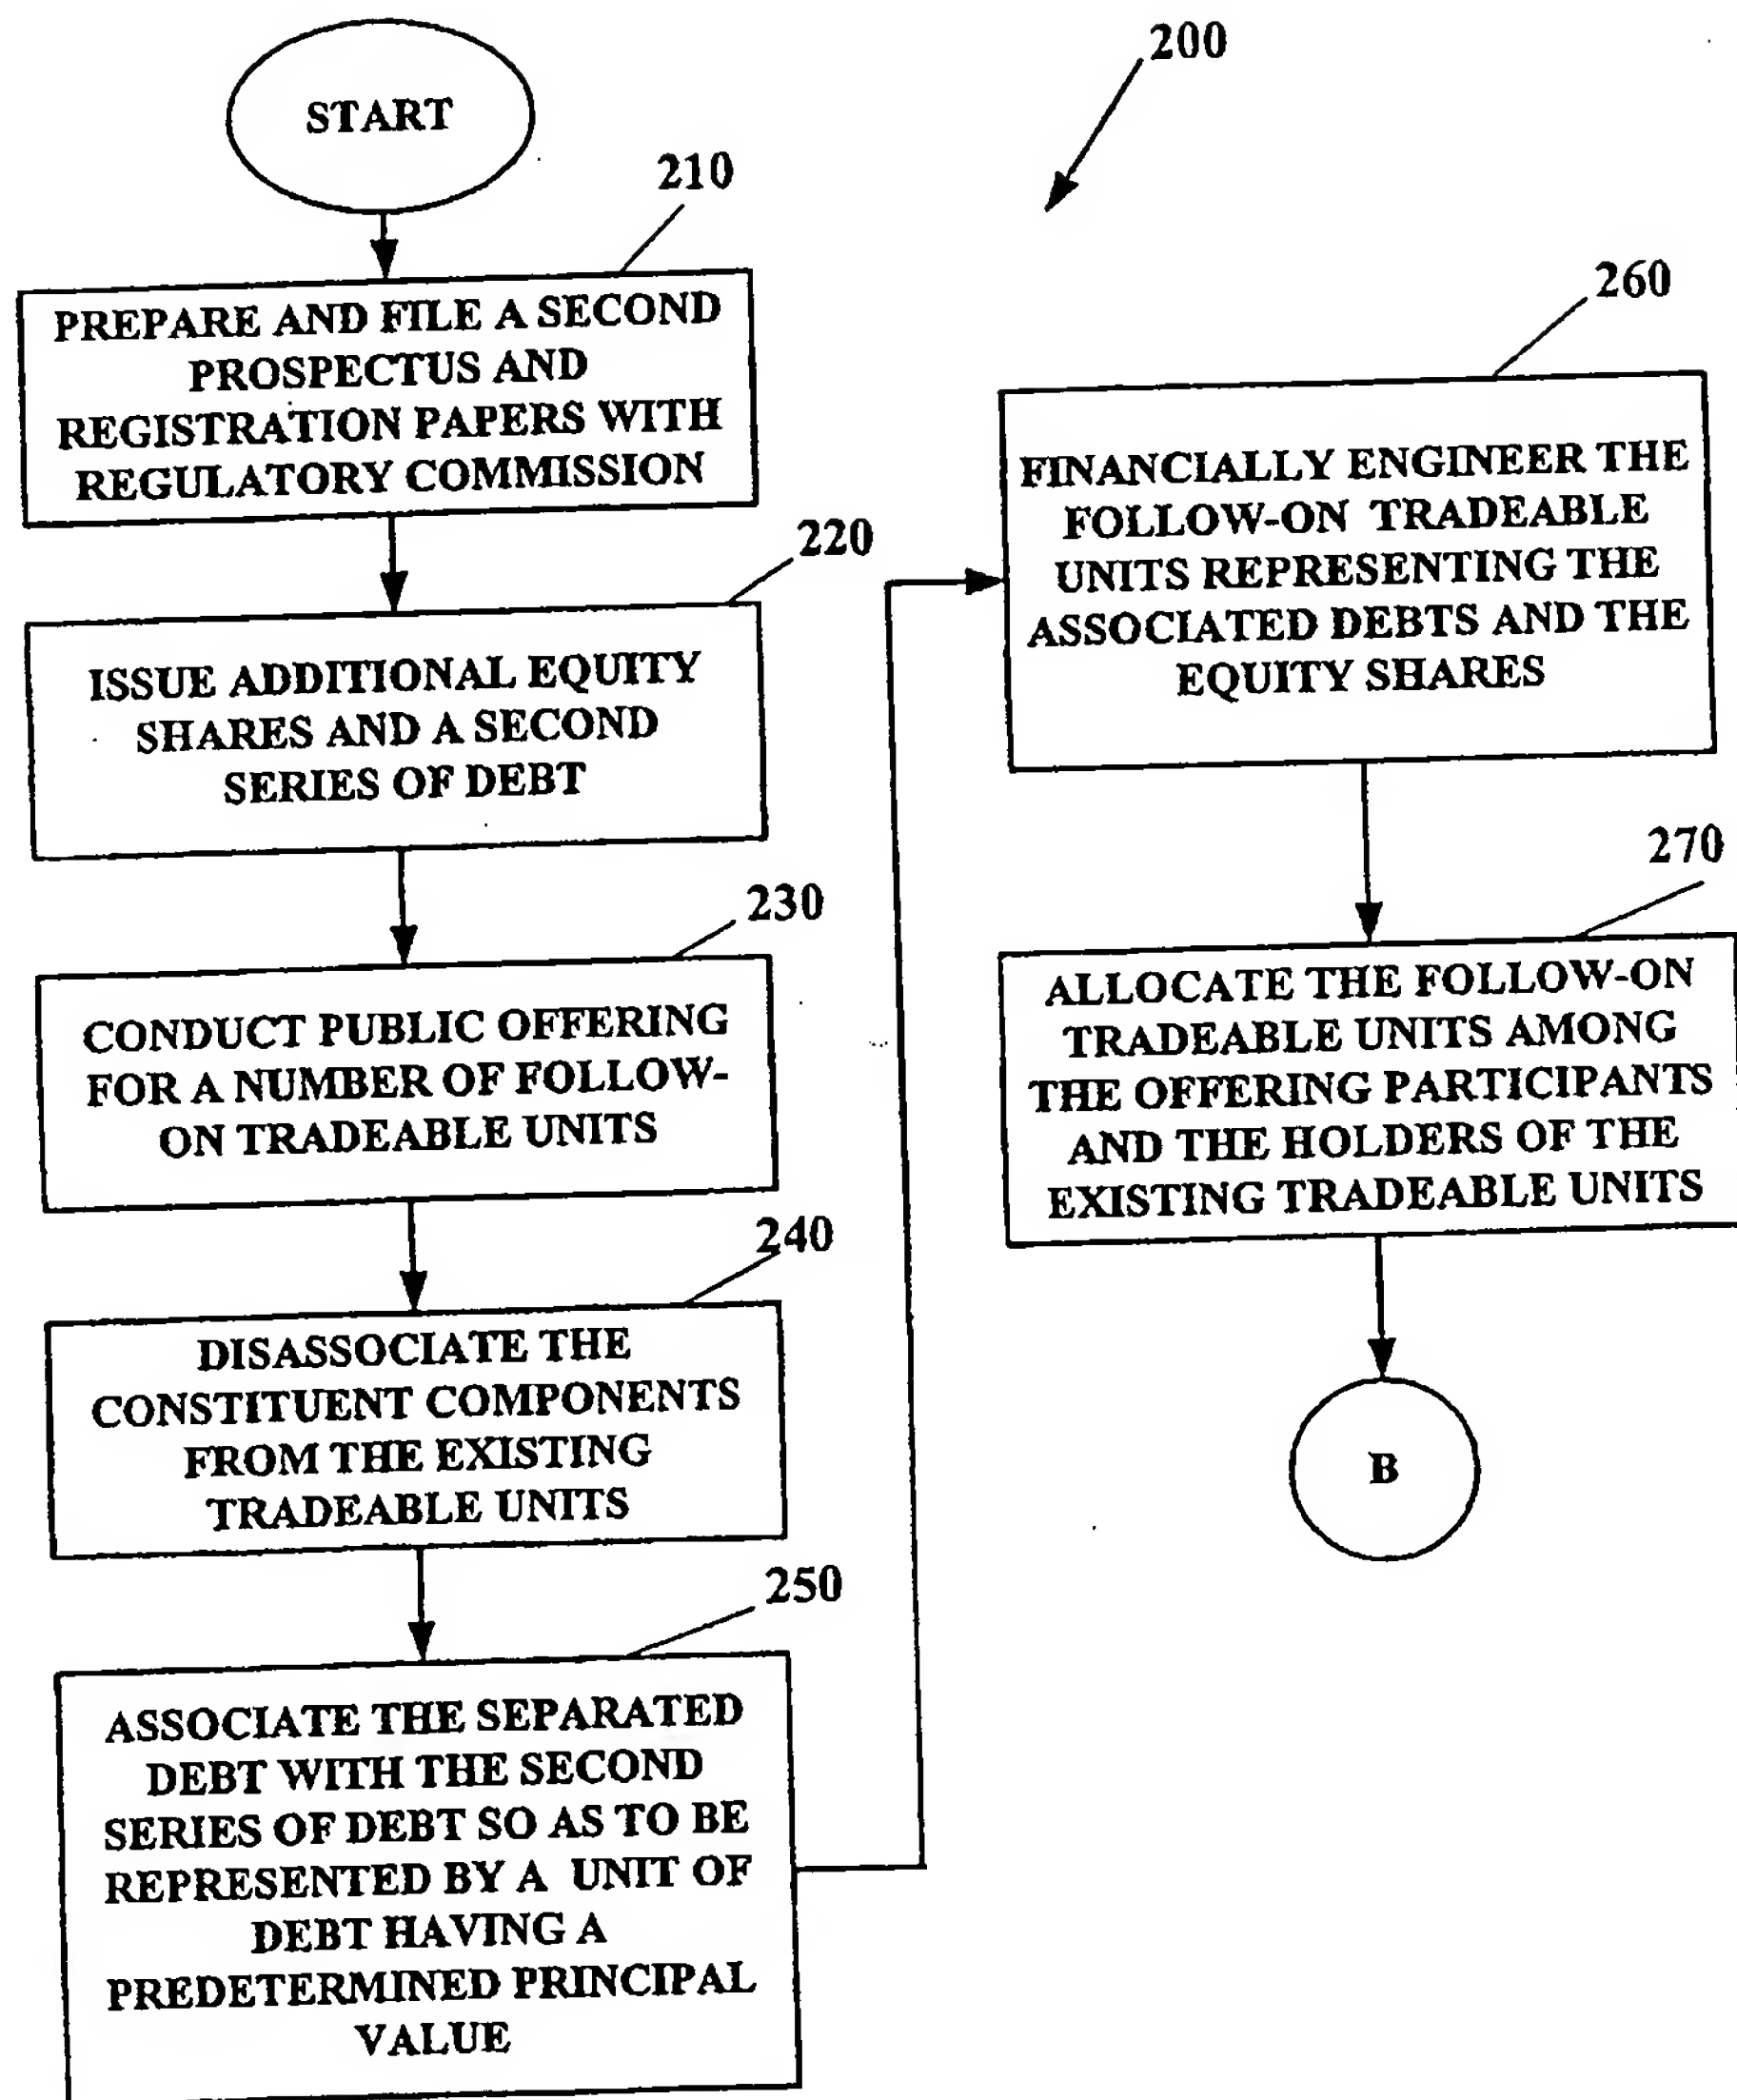 200
START
210
PREPARE AND FILE A SECOND
PROSPECTUS AND
REGISTRATION PAPERS WITH
REGULATORY COMMISSION
220
ISSUE ADDITIONAL EQUITY
SHARES AND A SECOND
SERIES OF DEBT
230
CONDUCT PUBLIC OFFERING
FOR A NUMBER OF FOLLOW-
ON TRADEABLE UNITS
240
DISASSOCIATE THE
CONSTITUENT COMPONENTS
FROM THE EXISTING
TRADEABLE UNITS
250
ASSOCIATE THE SEPARATED
DEBT WITH THE SECOND
SERIES OF DEBT SO AS TO BE
REPRESENTED BY A UNIT OF
DEBT HAVING A
PREDETERMINED PRINCIPAL
VALUE
260
FINANCIALLY ENGINEER THE
FOLLOW-ON TRADEABLE
UNITS REPRESENTING THE
ASSOCIATED DEBTS AND THE
EQUITY SHARES
270
ALLOCATE THE FOLLOW-ON
TRADEABLE UNITS AMONG
THE OFFERING PARTICIPANTS
AND THE HOLDERS OF THE
EXISTING TRADEABLE UNITS
B